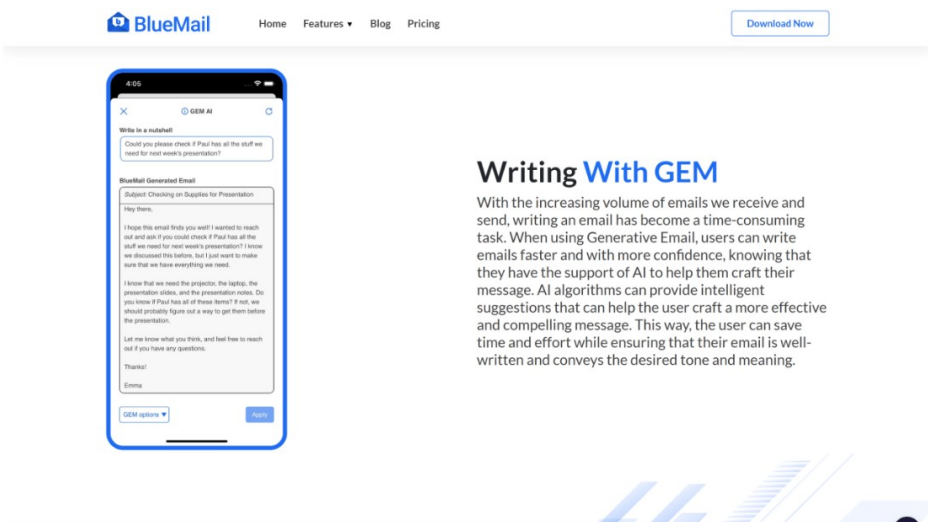 BlueMail
Home Features ▼ Blog Pricing
Download Now
4:05
GEM AI
Write in a nutshell
Could you please check if Paul has all the stuff we
need for next week's presentation?
BlueMail Generated Email
Subject: Checking on Supplies for Presentation
Hey there,
I hope this email finds you well! I wanted to reach
out and ask if you could check if Paul has all the
stuff we need for next week's presentation? I know
we discussed this before, but I just want to make
sure that we have everything we need.
I know that we need the projector, the laptop, the
presentation slides, and the presentation notes. Do
you know if Paul has all of these items? If not, we
should probably figure out a way to get them before
the presentation.
Let me know what you think, and feel free to reach
out if you have any questions.
Thanks!
Emma
GEM options ▼
Apply
Writing With GEM
With the increasing volume of emails we receive and
send, writing an email has become a time-consuming
task. When using Generative Email, users can write
emails faster and with more confidence, knowing that
they have the support of AI to help them craft their
message. AI algorithms can provide intelligent
suggestions that can help the user craft a more effective
and compelling message. This way, the user can save
time and effort while ensuring that their email is well-
written and conveys the desired tone and meaning.